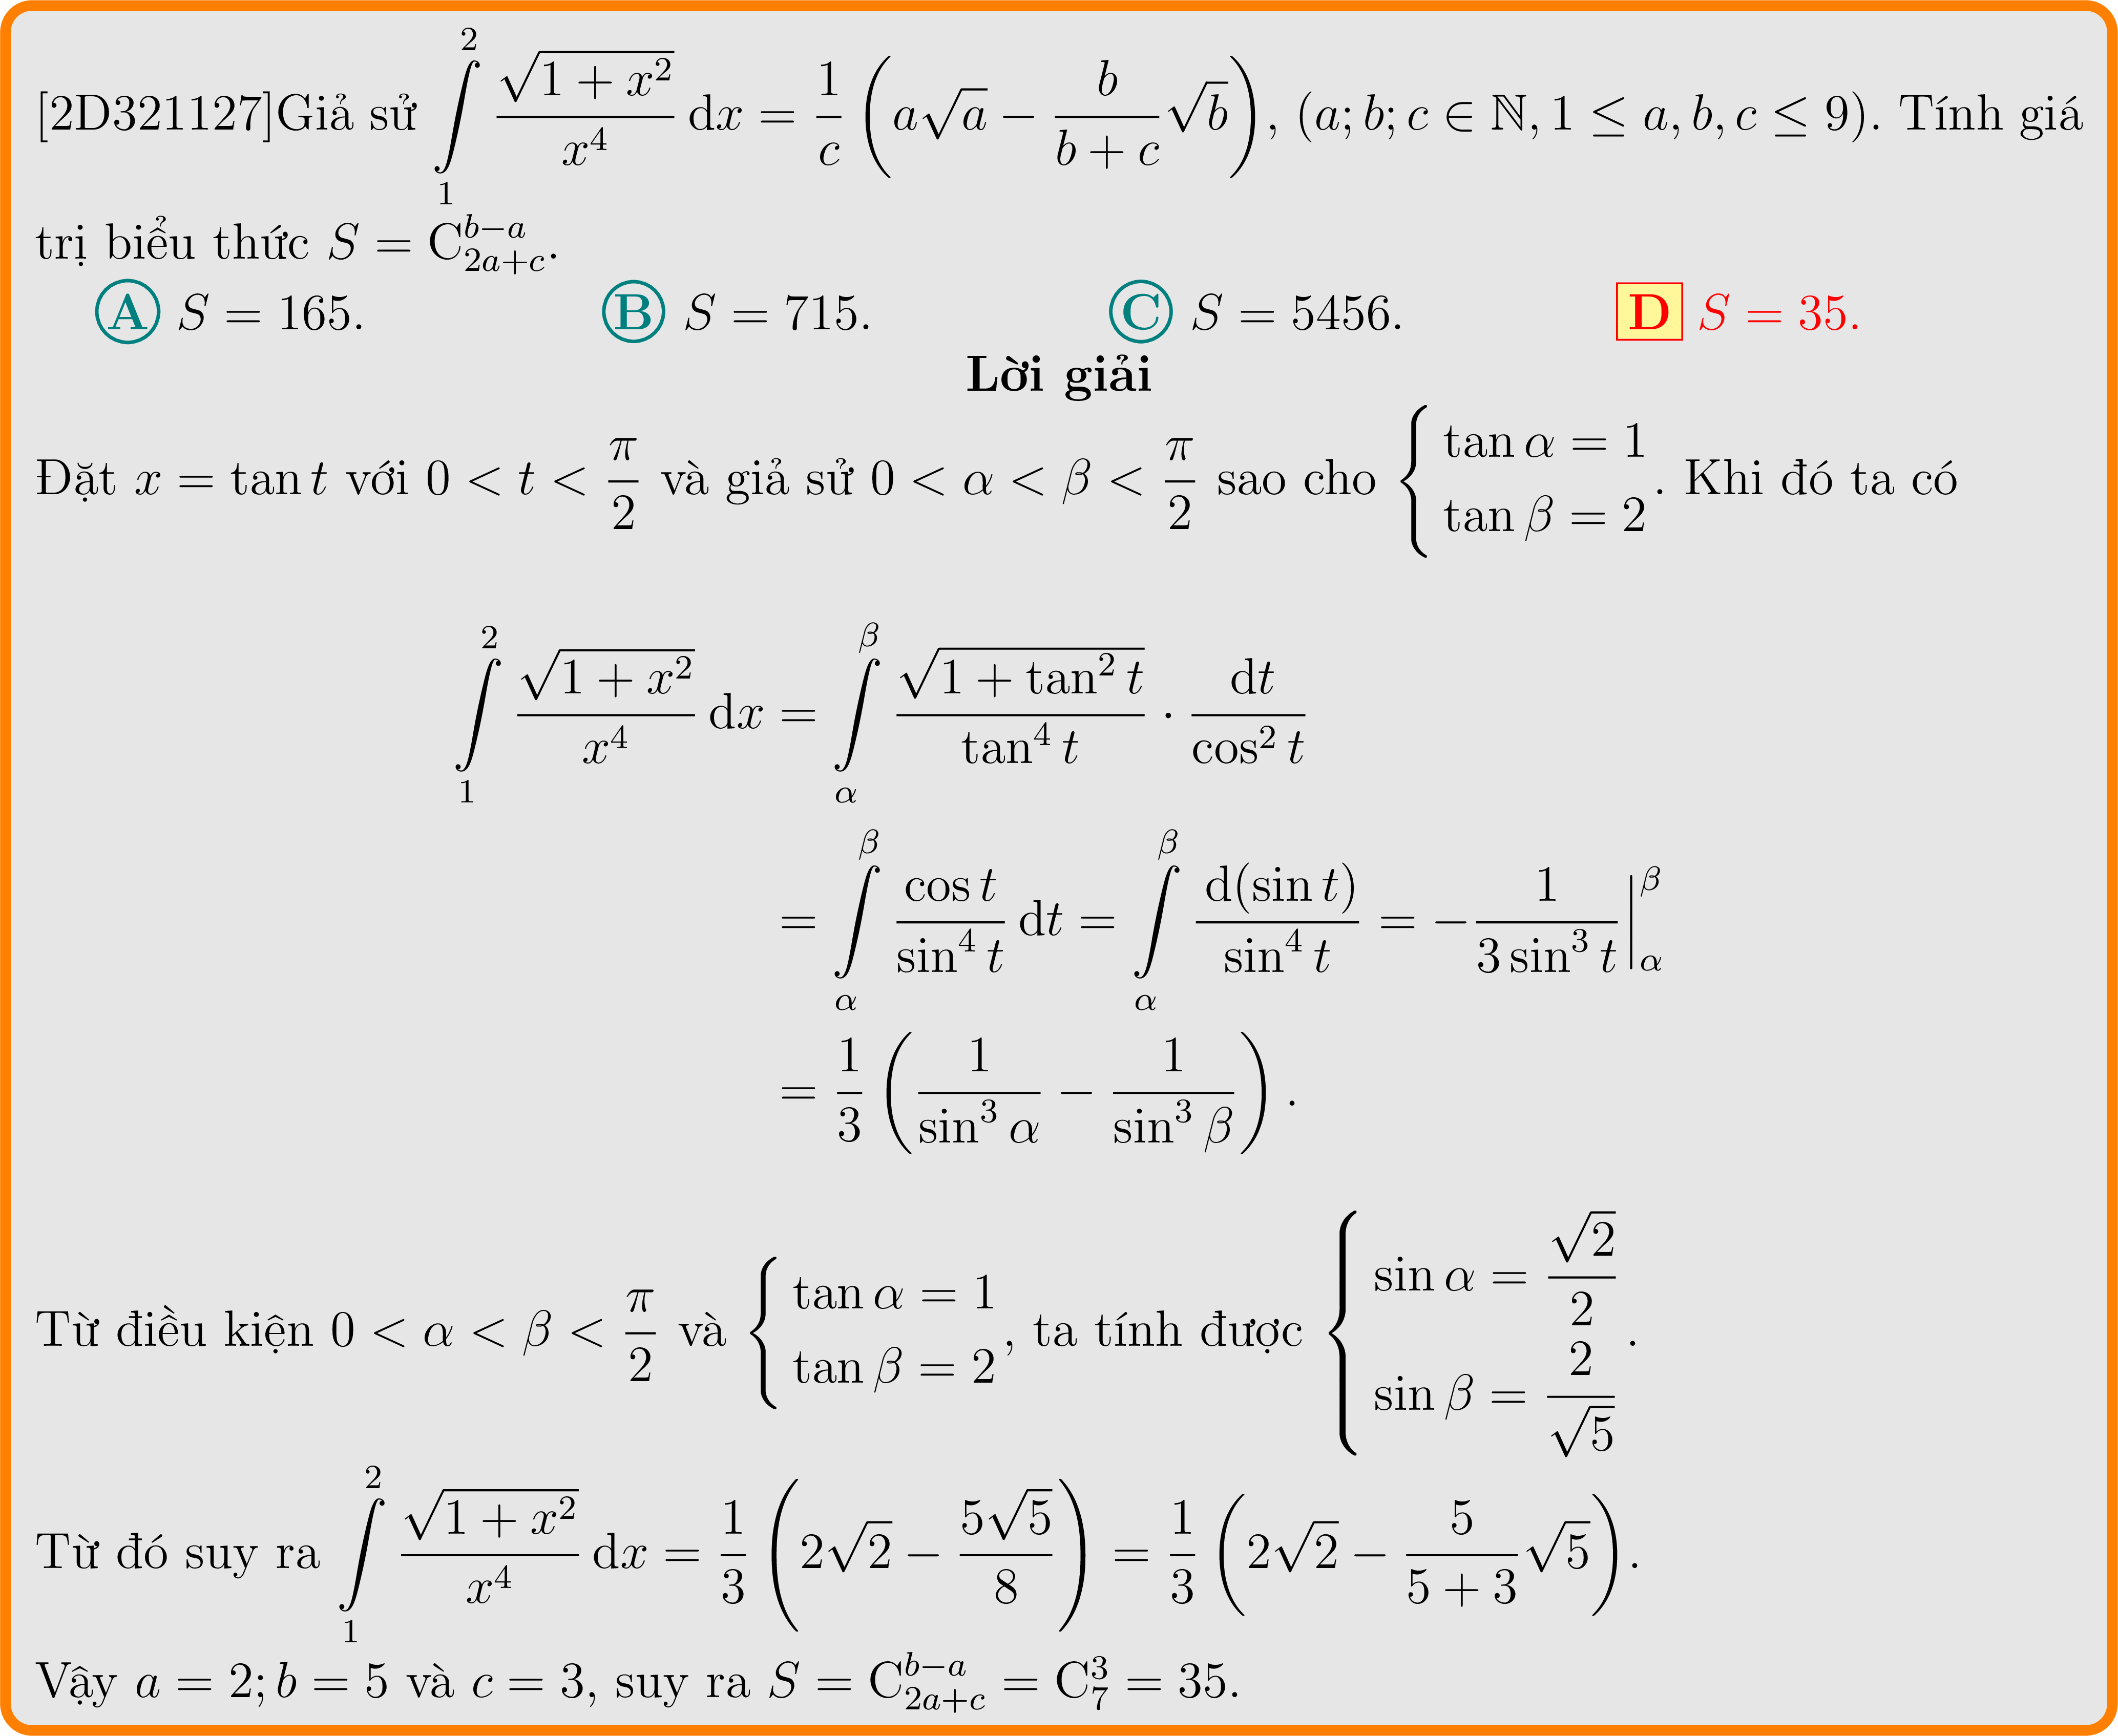 [2D321127]Giả sử $\int\limits_1^2 \frac{\sqrt{1+x^2}}{x^4}\,\mathrm{d}x = \frac{1}{c}\left(a\sqrt{a} - \frac{b}{b+c}\sqrt{b}\right)$, $(a; b; c \in \mathbb{N}, 1 \leq a, b, c \leq 9)$. Tính giá
trị biểu thức $S = \mathrm{C}_{2a+c}^{b-a}$.
A S = 165. B S = 715. C S = 5456. D S = 35.
Lời giải
Đặt $x = \tan t$ với $0 < t < \frac{\pi}{2}$ và giả sử $0 < \alpha < \beta < \frac{\pi}{2}$ sao cho $\begin{cases} \tan\alpha = 1 \\ \tan\beta = 2 \end{cases}$. Khi đó ta có
$\int\limits_1^2 \frac{\sqrt{1+x^2}}{x^4}\,\mathrm{d}x = \int\limits_\alpha^\beta \frac{\sqrt{1+\tan^2 t}}{\tan^4 t} \cdot \frac{\mathrm{d}t}{\cos^2 t}$
$= \int\limits_\alpha^\beta \frac{\cos t}{\sin^4 t}\,\mathrm{d}t = \int\limits_\alpha^\beta \frac{\mathrm{d}(\sin t)}{\sin^4 t} = -\frac{1}{3\sin^3 t}\Big|_\alpha^\beta$
$= \frac{1}{3}\left(\frac{1}{\sin^3\alpha} - \frac{1}{\sin^3\beta}\right).$
Từ điều kiện $0 < \alpha < \beta < \frac{\pi}{2}$ và $\begin{cases} \tan\alpha = 1 \\ \tan\beta = 2 \end{cases}$, ta tính được $\begin{cases} \sin\alpha = \frac{\sqrt{2}}{2} \\ \sin\beta = \frac{2}{\sqrt{5}} \end{cases}$.
Từ đó suy ra $\int\limits_1^2 \frac{\sqrt{1+x^2}}{x^4}\,\mathrm{d}x = \frac{1}{3}\left(2\sqrt{2} - \frac{5\sqrt{5}}{8}\right) = \frac{1}{3}\left(2\sqrt{2} - \frac{5}{5+3}\sqrt{5}\right)$.
Vậy $a = 2; b = 5$ và $c = 3$, suy ra $S = \mathrm{C}_{2a+c}^{b-a} = \mathrm{C}_7^3 = 35$.